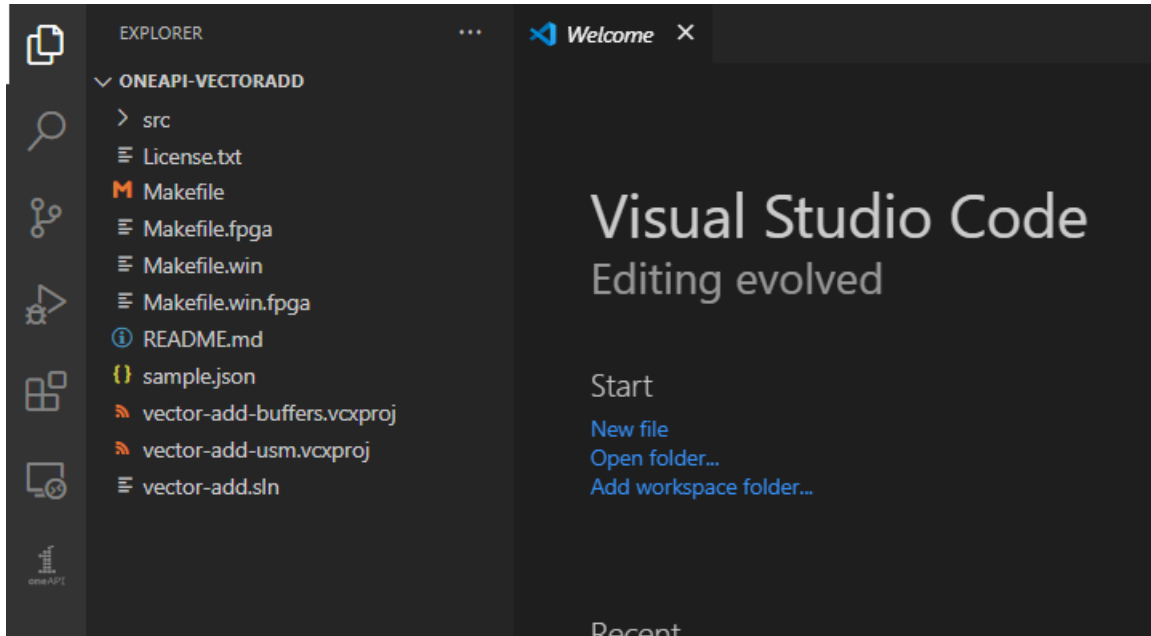 EXPLORER
···
Welcome
ONEAPI-VECTORADD
src
License.txt
M Makefile
Makefile.fpga
Makefile.win
Makefile.win.fpga
README.md
{} sample.json
vector-add-buffers.vcxproj
vector-add-usm.vcxproj
vector-add.sln
oneAPI
Visual Studio Code
Editing evolved
Start
New file
Open folder...
Add workspace folder...
Recent